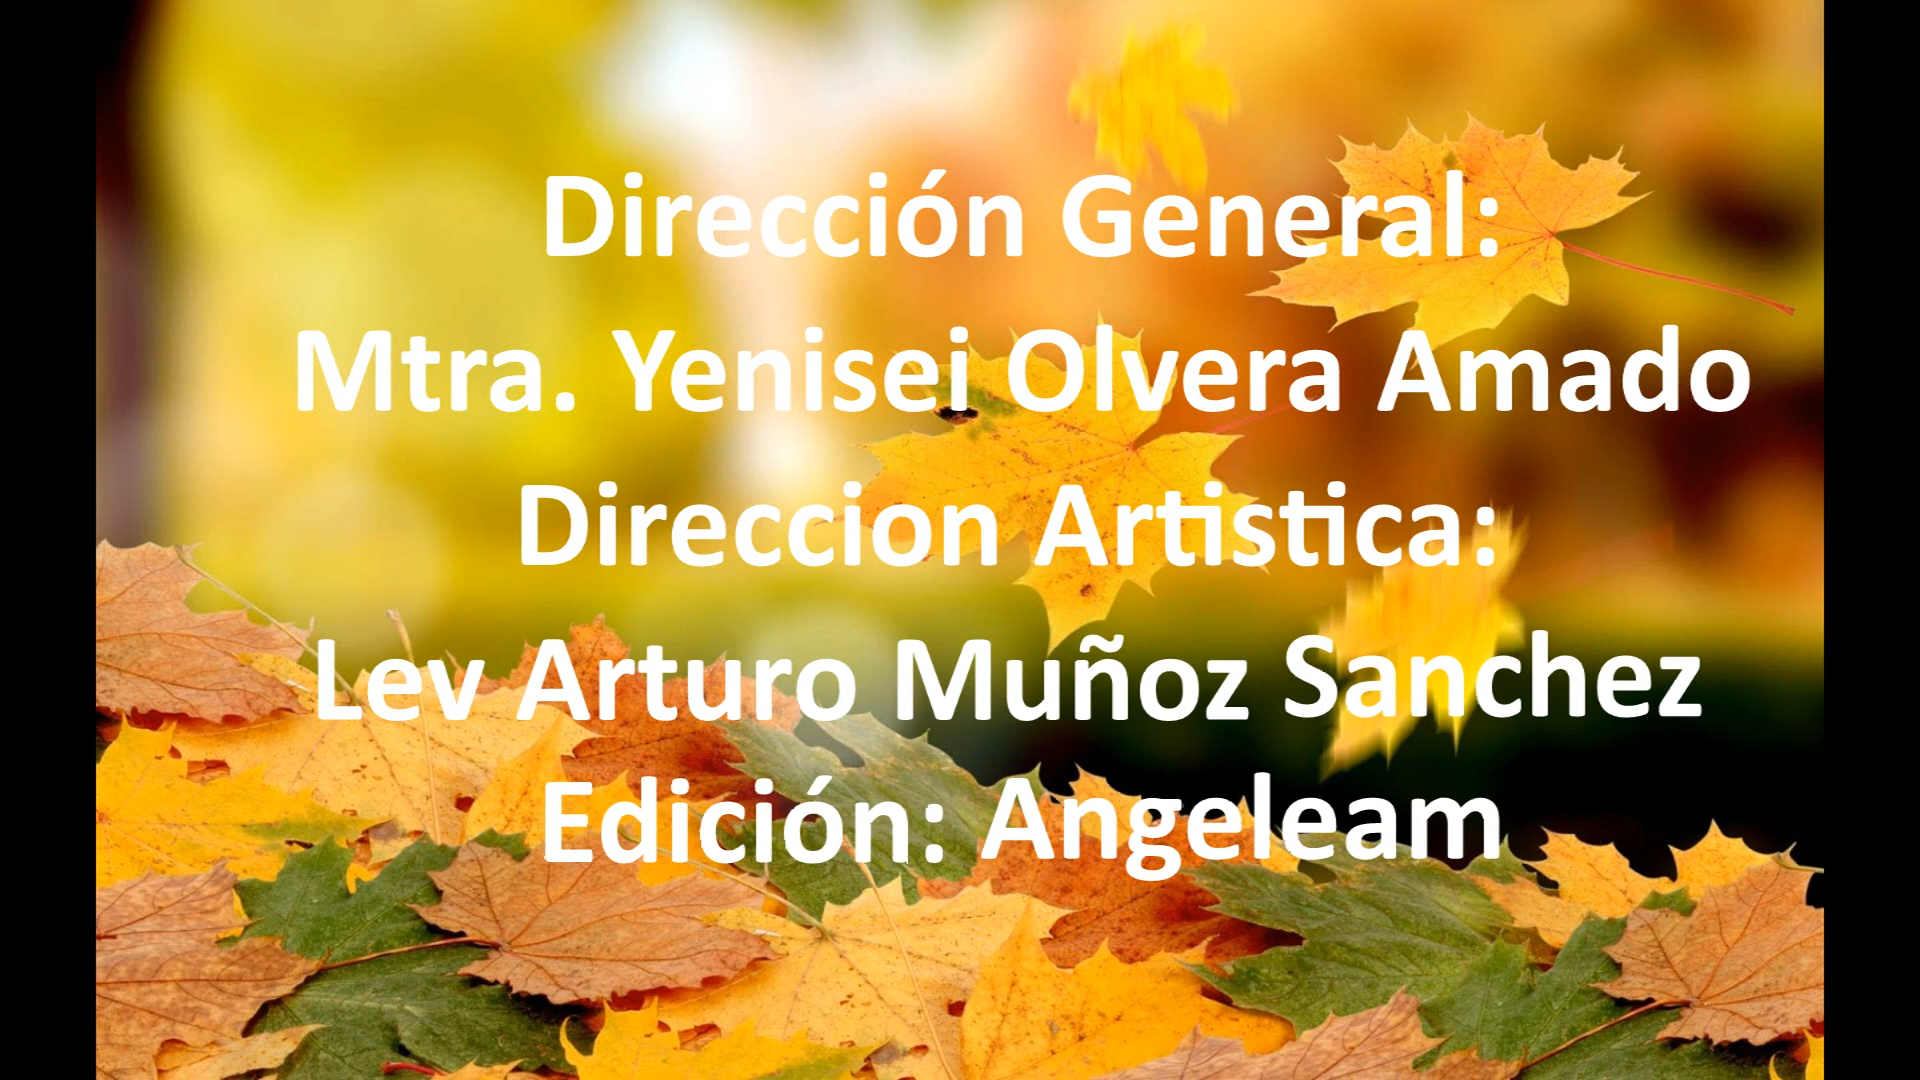 Dirección General:
Mtra. Yenisei Olvera Amado
Direccion Artistica:
Lev Arturo Muñoz Sanchez
Edición: Angeleam